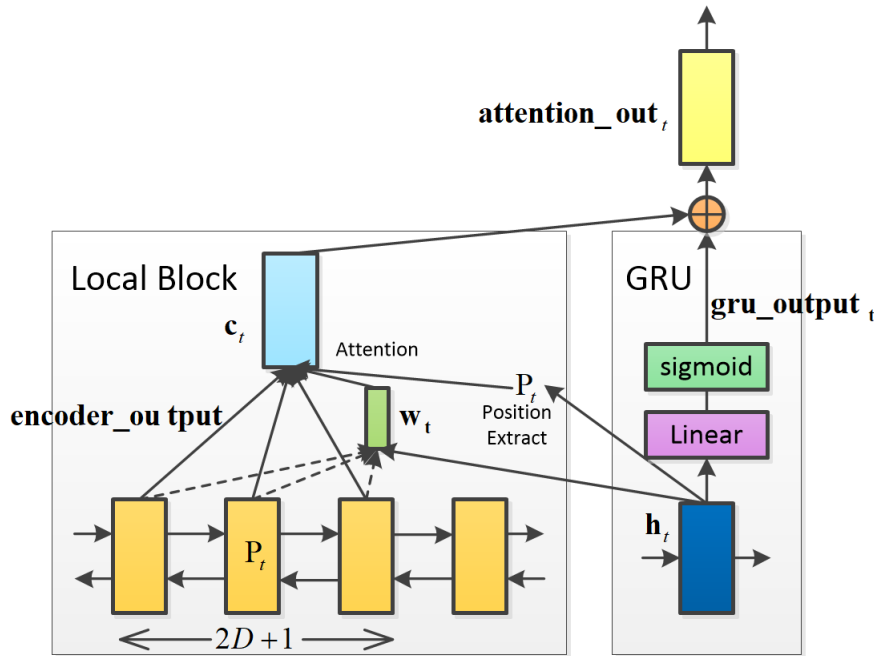 attention_out t
Local Block
GRU
gru_output t
c t
Attention
sigmoid
P t
encoder_ou tput
w t
Position
Extract
Linear
h t
P t
2D+1